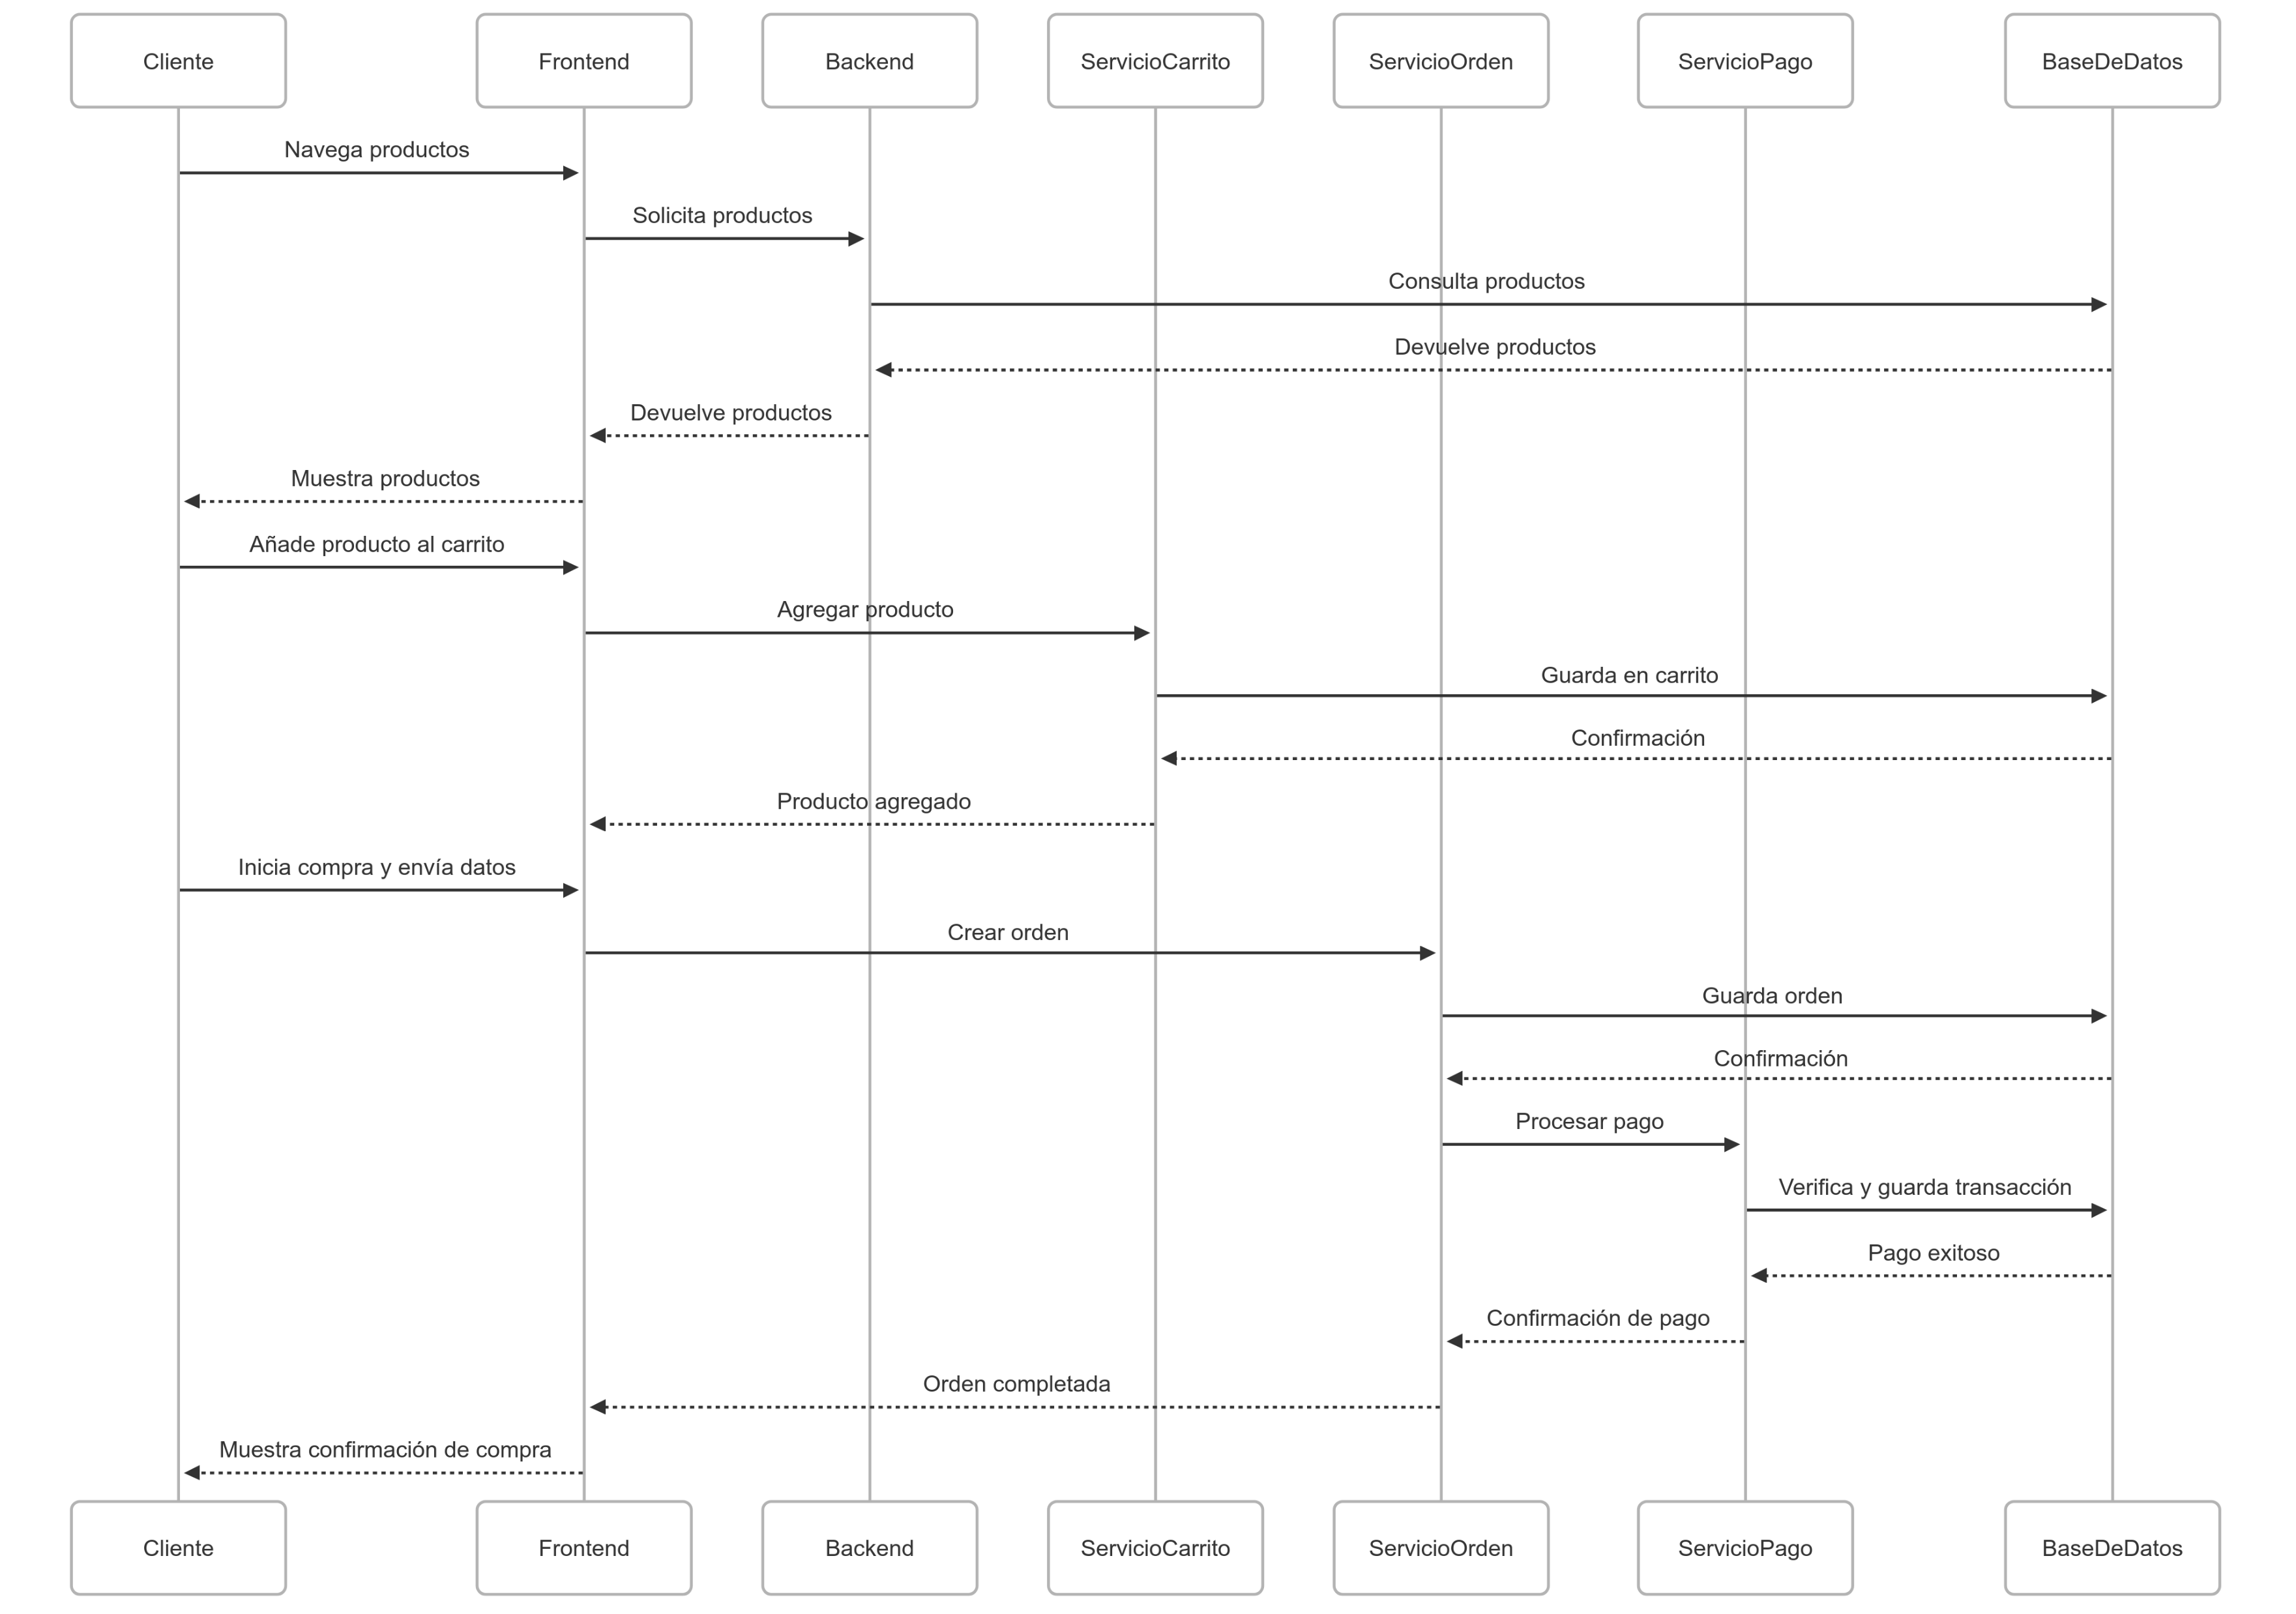 Cliente
Frontend
Backend
ServicioCarrito
ServicioOrden
ServicioPago
BaseDeDatos
Navega productos
Solicita productos
Consulta productos
Devuelve productos
Devuelve productos
Muestra productos
Añade producto al carrito
Agregar producto
Guarda en carrito
Confirmación
Producto agregado
Inicia compra y envía datos
Crear orden
Guarda orden
Confirmación
Procesar pago
Verifica y guarda transacción
Pago exitoso
Confirmación de pago
Orden completada
Muestra confirmación de compra
Cliente
Frontend
Backend
ServicioCarrito
ServicioOrden
ServicioPago
BaseDeDatos